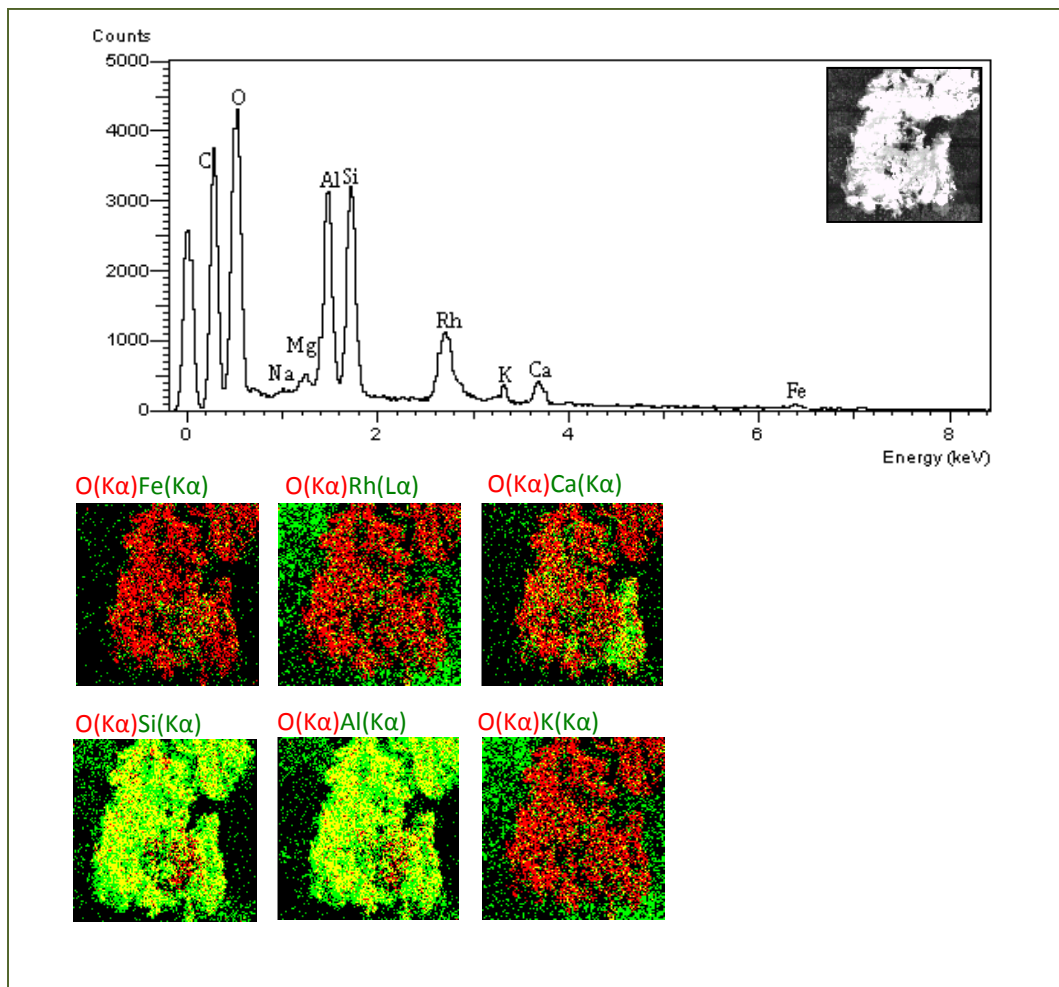 Counts
5000
4000
3000
2000
1000
0
C
O
Na
Mg
Al
Si
Rh
K
Ca
Fe
0 2 4 6 8
Energy (keV)
O(Kα)Fe(Kα) O(Kα)Rh(Lα) O(Kα)Ca(Kα)
O(Kα)Si(Kα) O(Kα)Al(Kα) O(Kα)K(Kα)